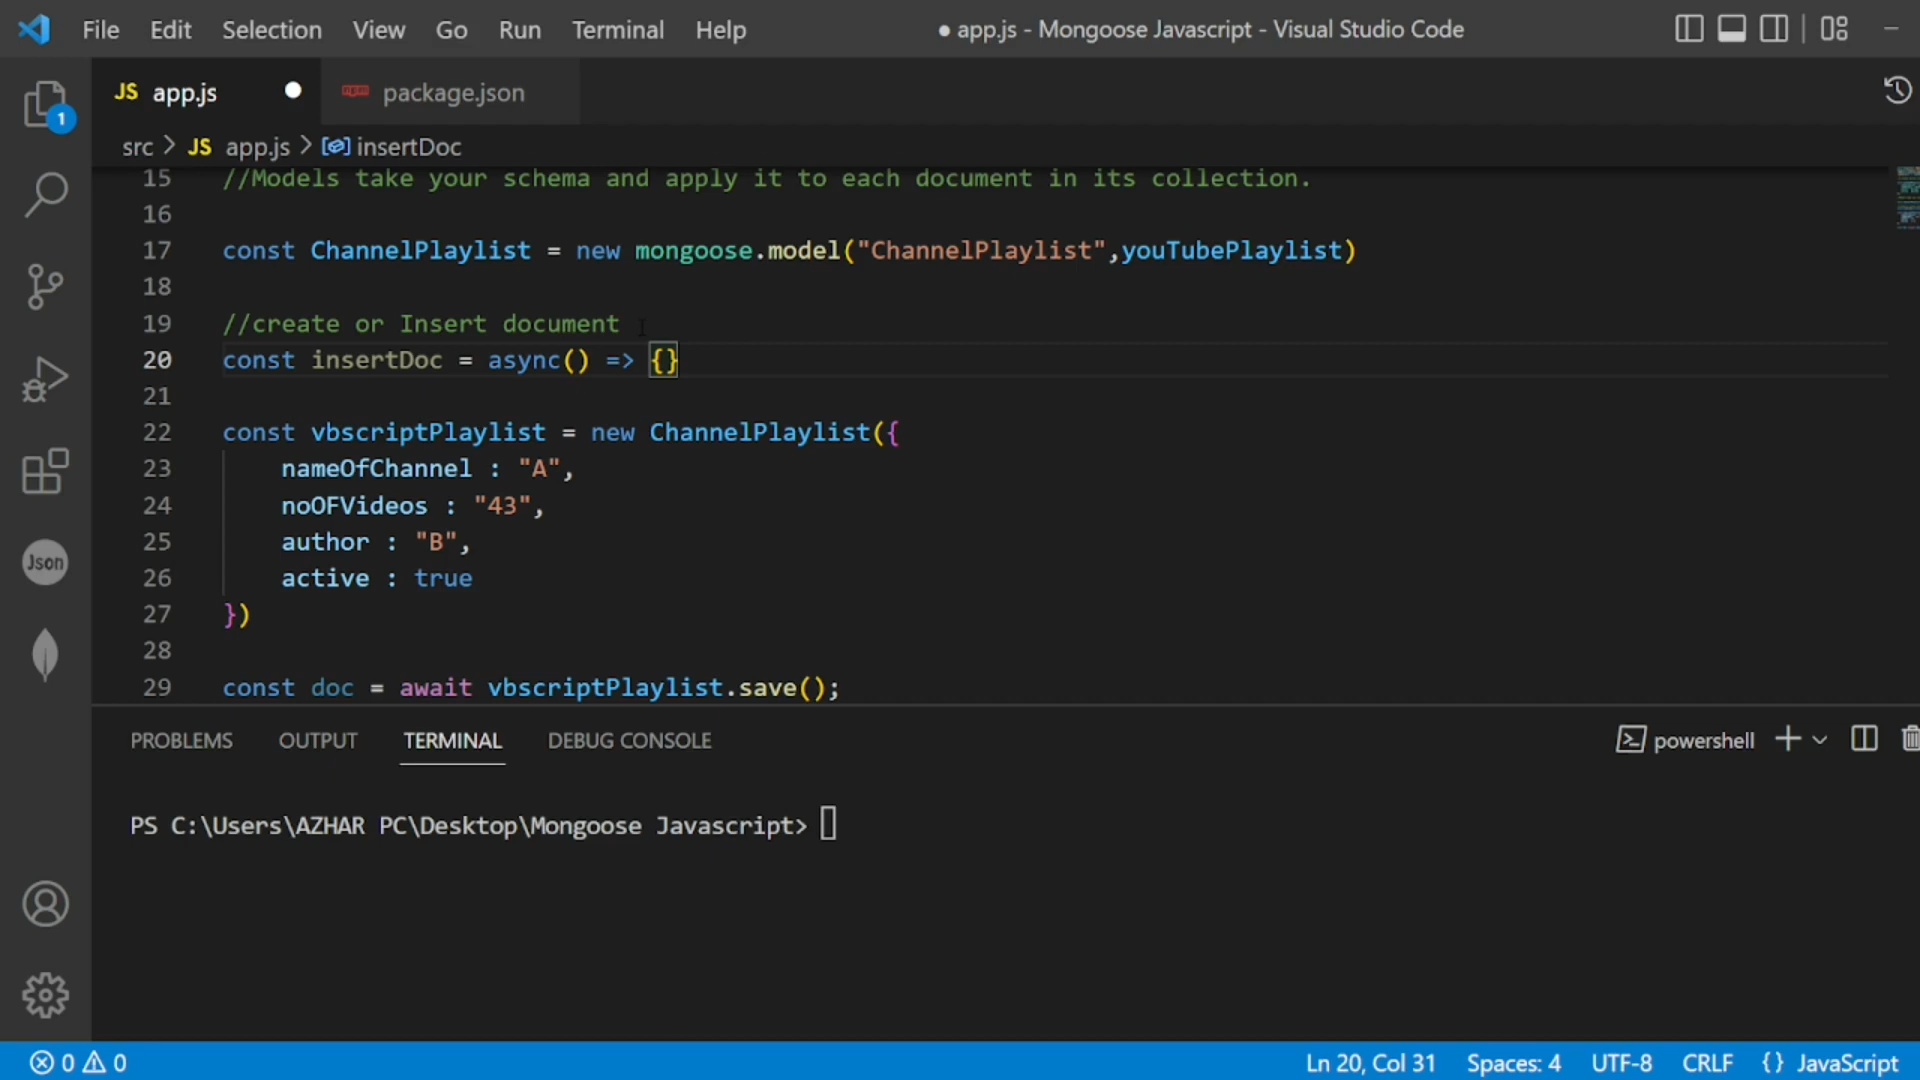 File Edit Selection View Go Run Terminal Help ● app.js - Mongoose Javascript - Visual Studio Code
JS app.js package.json
1
src > JS app.js > insertDoc
15 //Models take your schema and apply it to each document in its collection.
16
17 const ChannelPlaylist = new mongoose.model("ChannelPlaylist",youTubePlaylist)
18
19 //create or Insert document
20 const insertDoc = async() => {}
21
22 const vbscriptPlaylist = new ChannelPlaylist({
23 nameOfChannel : "A",
24 noOFVideos : "43",
25 author : "B",
26 active : true
27 })
28
29 const doc = await vbscriptPlaylist.save();
Json
PROBLEMS OUTPUT TERMINAL DEBUG CONSOLE powershell
PS C:\Users\AZHAR PC\Desktop\Mongoose Javascript>
0 0 Ln 20, Col 31 Spaces: 4 UTF-8 CRLF {} JavaScript